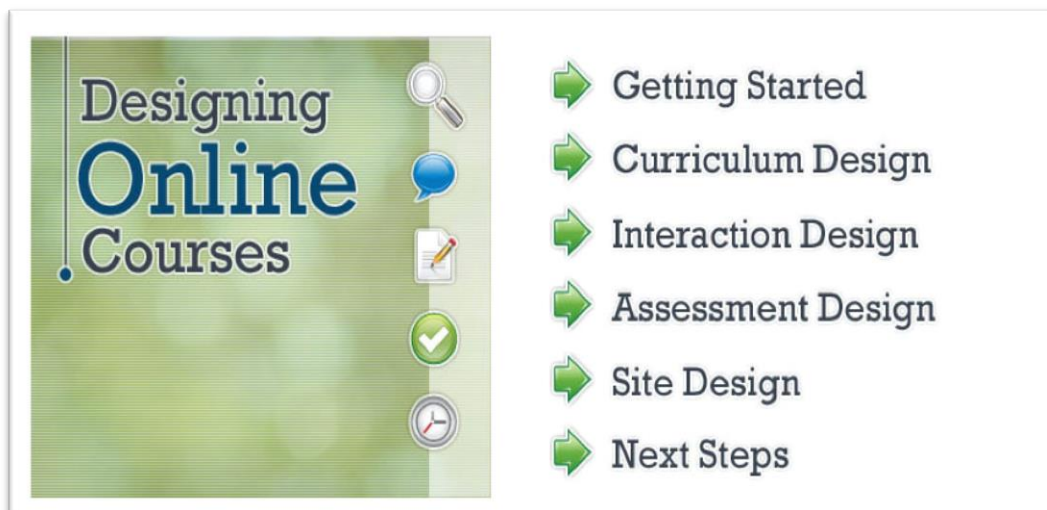 Designing
Online
Courses
Getting Started
Curriculum Design
Interaction Design
Assessment Design
Site Design
Next Steps